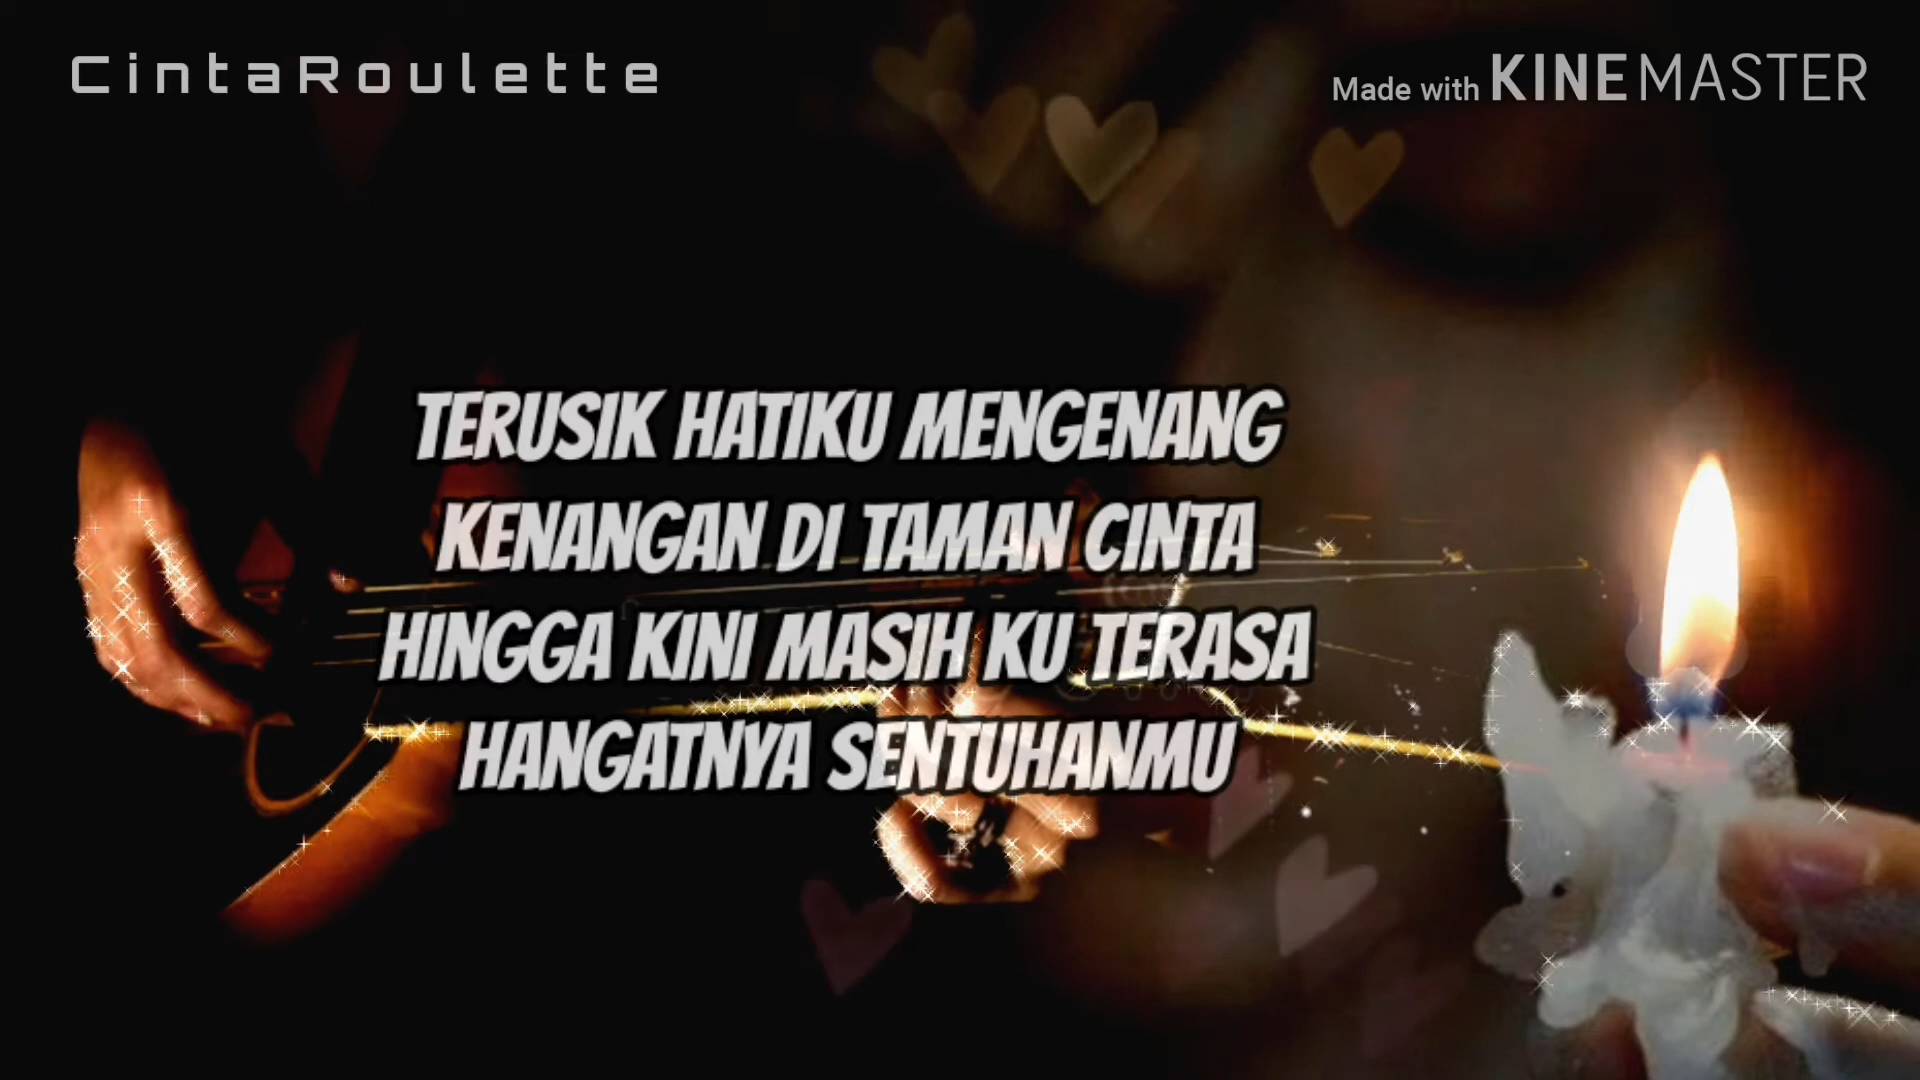 CintaRoulette
Made with KINEMASTER
TERUSIK HATIKU MENGENANG
KENANGAN DI TAMAN CINTA
HINGGA KINI MASIH KU TERASA
HANGATNYA SENTUHANMU